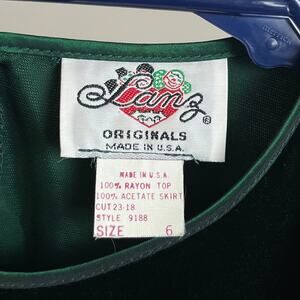 Lanz
®
ORIGINALS
MADE IN U.S.A.
MADE IN U.S.A.
100% RAYON TOP
100% ACETATE SKIRT
CUT 23-18
STYLE 9188
SIZE 6